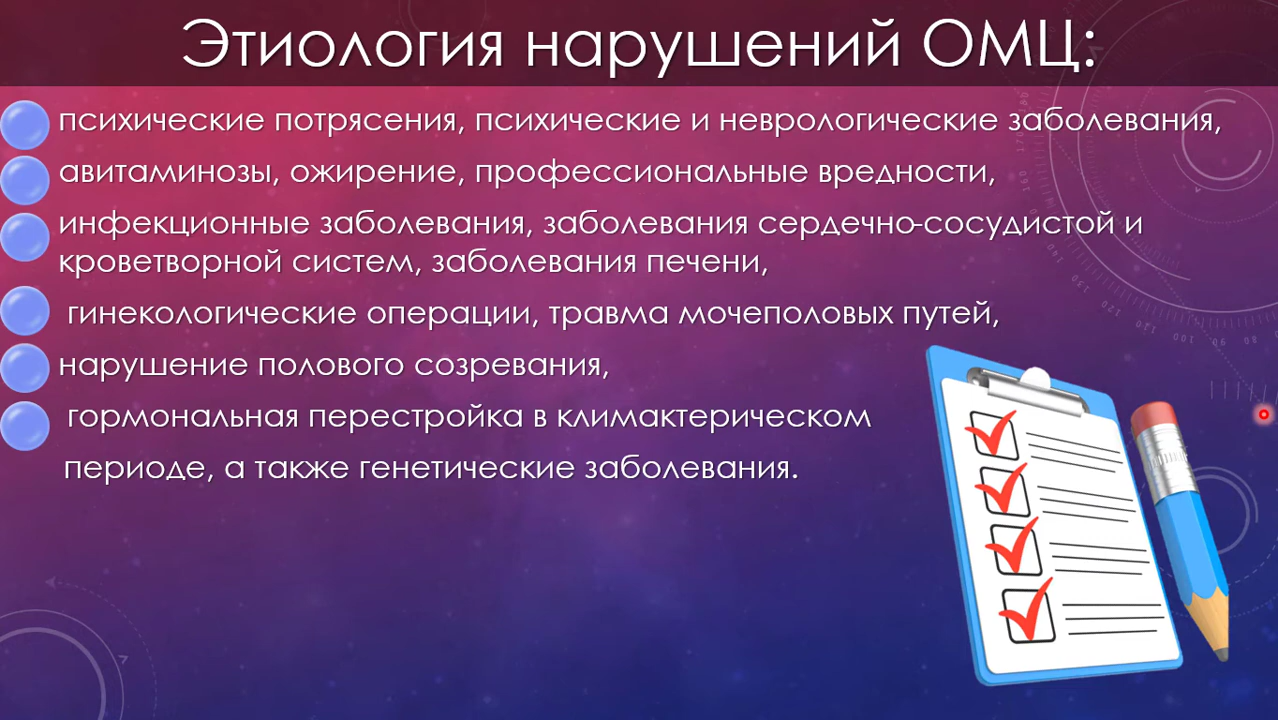 Этиология нарушений ОМЦ:
психические потрясения, психические и неврологические заболевания,
авитаминозы, ожирение, профессиональные вредности,
инфекционные заболевания, заболевания сердечно-сосудистой и
кроветворной систем, заболевания печени,
гинекологические операции, травма мочеполовых путей,
нарушение полового созревания,
гормональная перестройка в климактерическом
периоде, а также генетические заболевания.